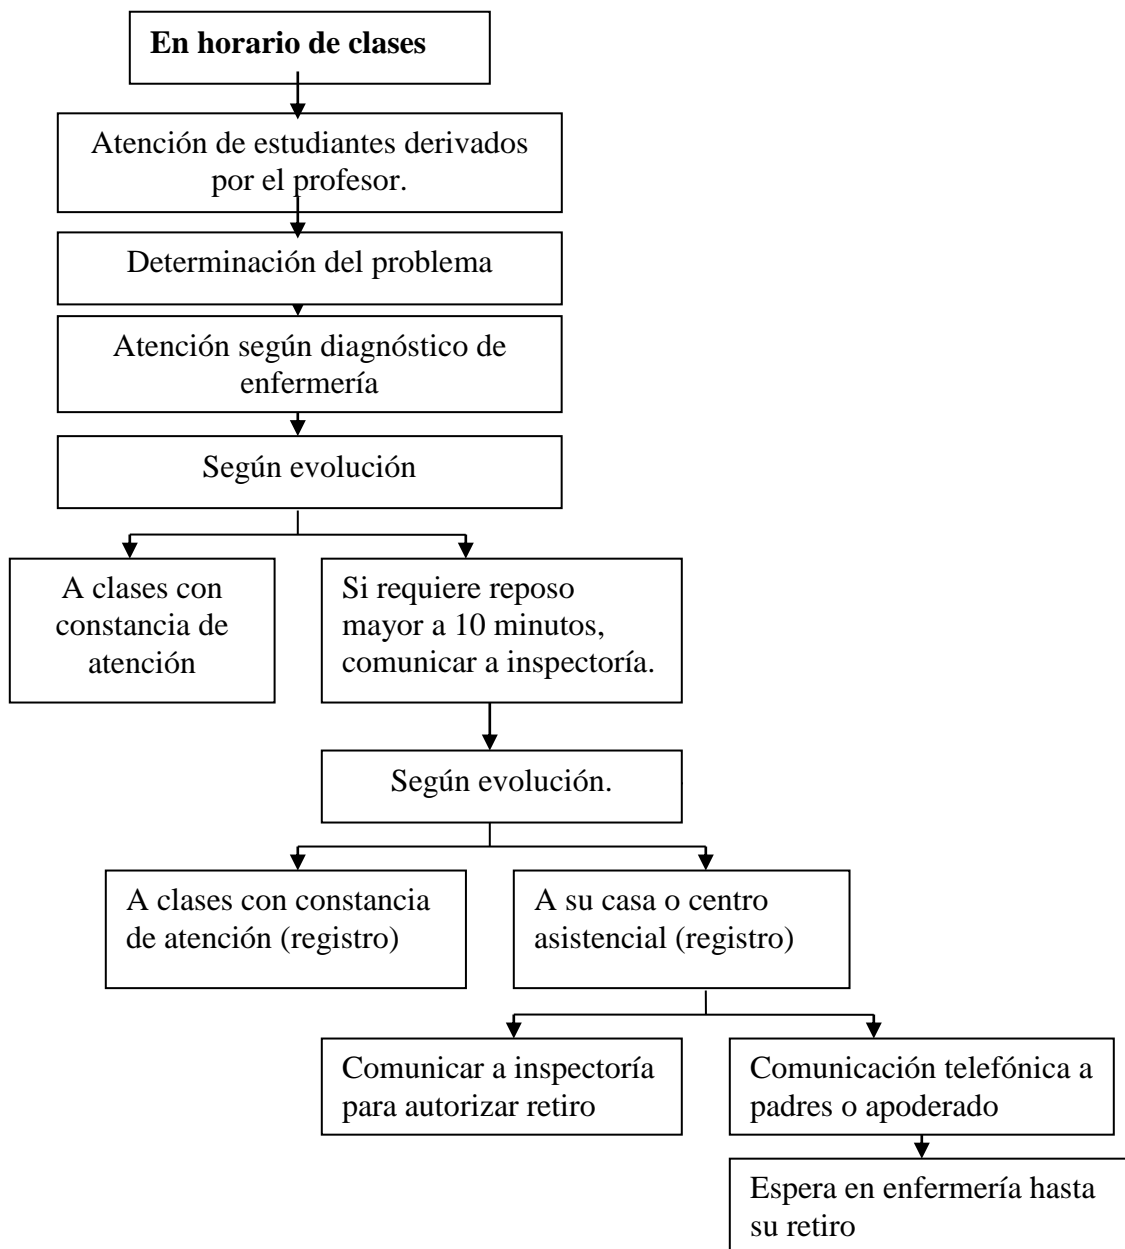 En horario de clases
Atención de estudiantes derivados
por el profesor.
Determinación del problema
Atención según diagnóstico de
enfermería
Según evolución
A clases con
constancia de
atención
Si requiere reposo
mayor a 10 minutos,
comunicar a inspectoría.
Según evolución.
A clases con constancia
de atención (registro)
A su casa o centro
asistencial (registro)
Comunicar a inspectoría
para autorizar retiro
Comunicación telefónica a
padres o apoderado
Espera en enfermería hasta
su retiro